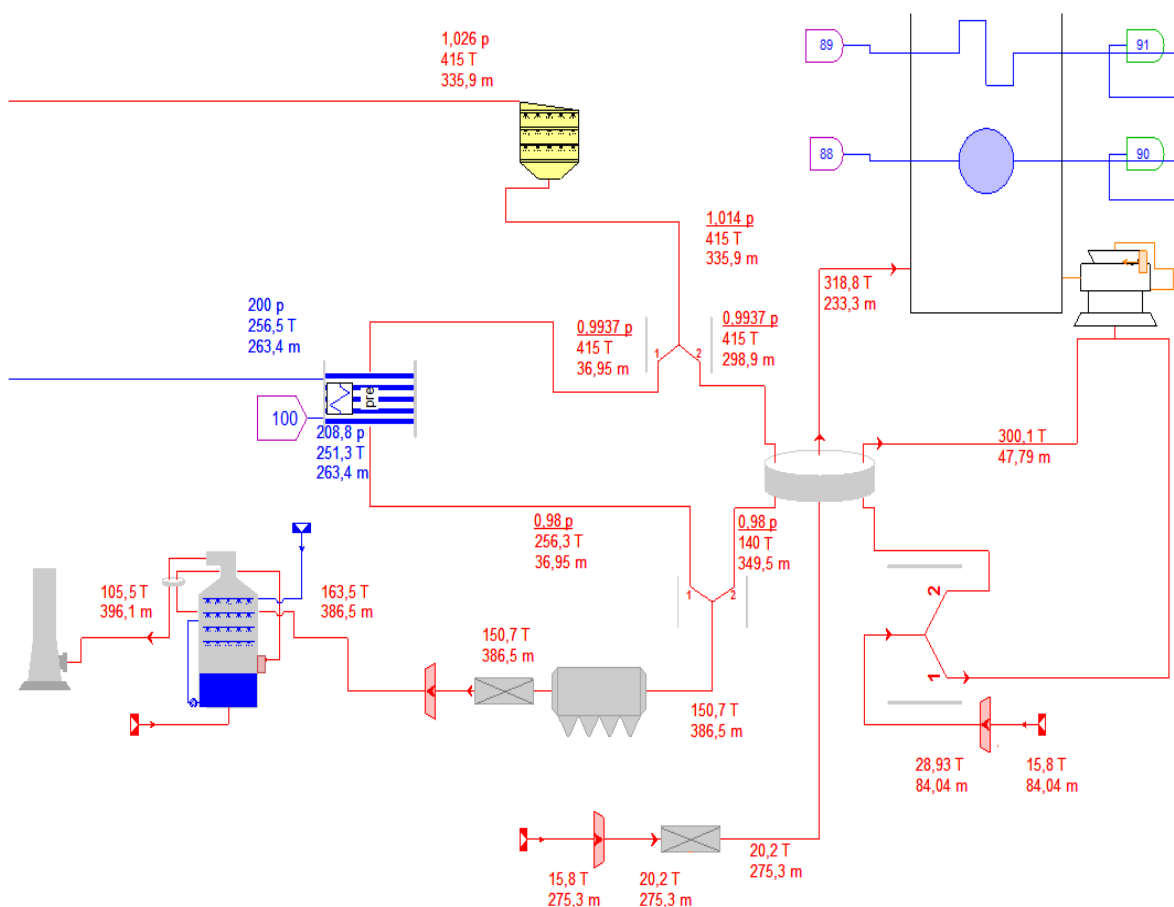 1,026 p
415 T
335,9 m
89
91
88
90
1,014 p
415 T
335,9 m
318,8 T
233,3 m
200 p
256,5 T
263,4 m
0,9937 p
415 T
36,95 m
0,9937 p
415 T
298,9 m
1
2
pre
100
208,8 p
251,3 T
263,4 m
300,1 T
47,79 m
0,98 p
256,3 T
36,95 m
0,98 p
140 T
349,5 m
105,5 T
396,1 m
163,5 T
386,5 m
1
2
2
1
150,7 T
386,5 m
150,7 T
386,5 m
28,93 T
84,04 m
15,8 T
84,04 m
20,2 T
275,3 m
15,8 T
275,3 m
20,2 T
275,3 m